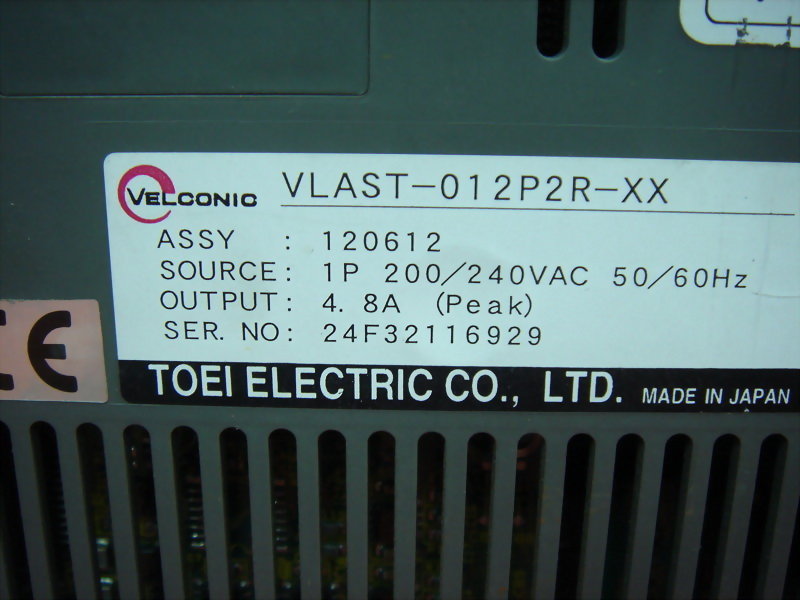 VELCONIC VLAST-012P2R-XX
ASSY : 120612
SOURCE: 1P 200/240VAC 50/60Hz
OUTPUT: 4.8A (Peak)
SER. NO: 24F32116929
CE
TOEI ELECTRIC CO., LTD. MADE IN JAPAN